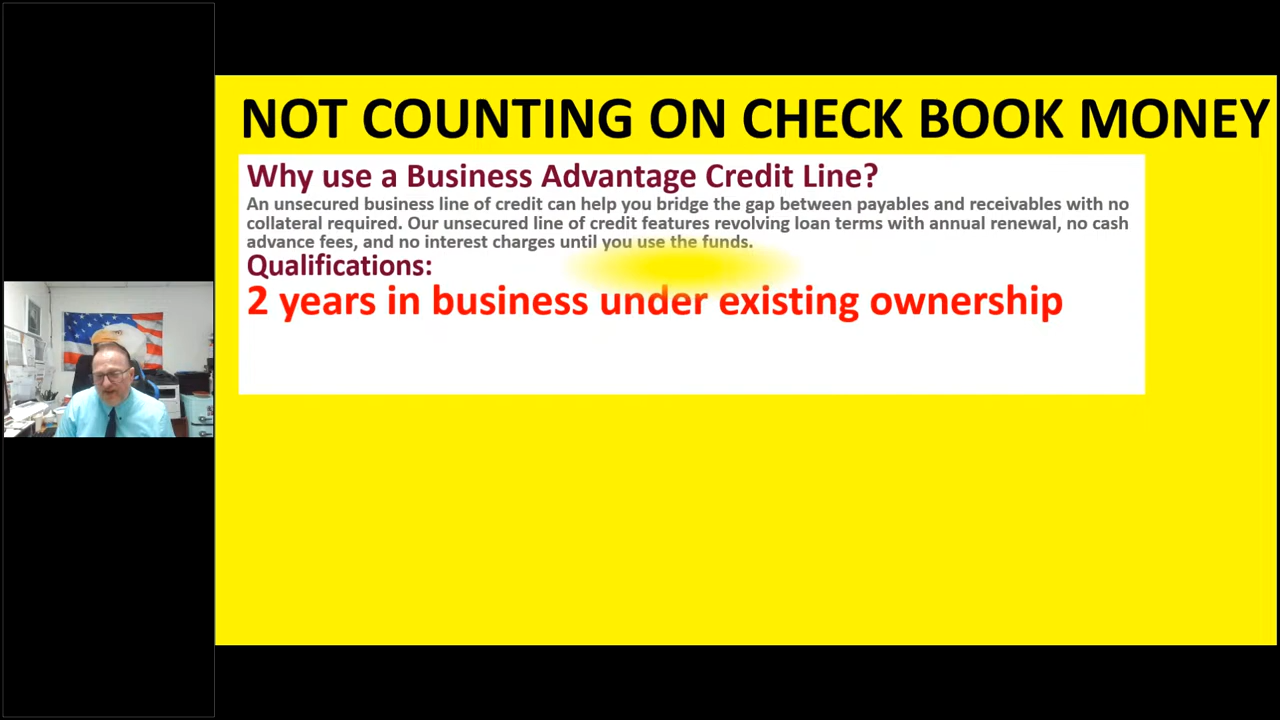 NOT COUNTING ON CHECK BOOK MONEY
Why use a Business Advantage Credit Line?
An unsecured business line of credit can help you bridge the gap between payables and receivables with no
collateral required. Our unsecured line of credit features revolving loan terms with annual renewal, no cash
advance fees, and no interest charges until you use the funds.
Qualifications:
2 years in business under existing ownership